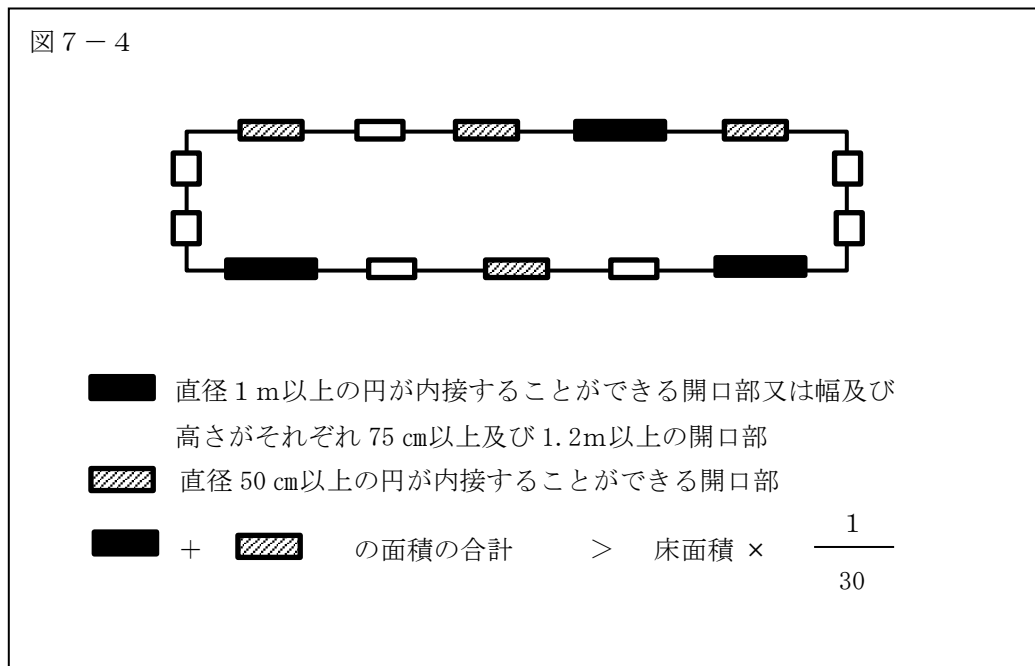 図7－4
直径１ｍ以上の円が内接することができる開口部又は幅及び
高さがそれぞれ 75 ㎝以上及び 1.2ｍ以上の開口部
直径 50 ㎝以上の円が内接することができる開口部
＋ の面積の合計 ＞ 床面積 × 1
30